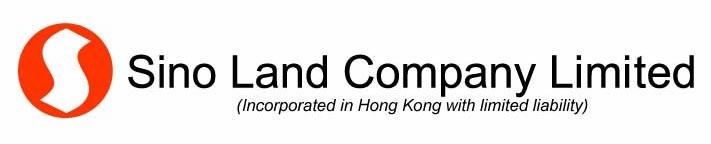 Sino Land Company Limited
(Incorporated in Hong Kong with limited liability)